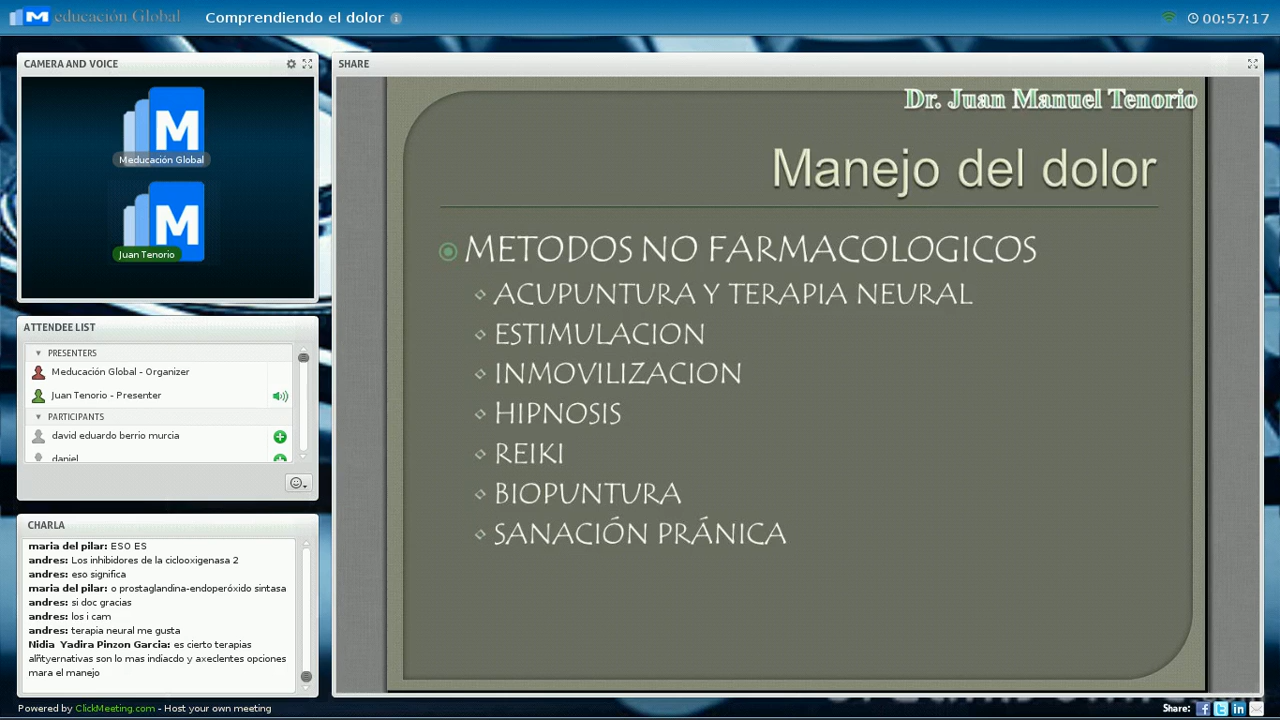 M educación Global
Comprendiendo el dolor
00:57:17
CAMERA AND VOICE
M
Meducación Global
M
Juan Tenorio
ATTENDEE LIST
PRESENTERS
Meducación Global - Organizer
Juan Tenorio - Presenter
PARTICIPANTS
david eduardo berrio murcia
daniel
CHARLA
maria del pilar: ESO ES
andres: Los inhibidores de la ciclooxigenasa 2
andres: eso significa
maria del pilar: o prostaglandina-endoperóxido sintasa
andres: si doc gracias
andres: los i cam
andres: terapia neural me gusta
Nidia Yadira Pinzon Garcia: es cierto terapias
alñtyernativas son lo mas indíacdo y axeclentes opciones
mara el manejo
SHARE
Dr. Juan Manuel Tenorio
Manejo del dolor
METODOS NO FARMACOLOGICOS
ACUPUNTURA Y TERAPIA NEURAL
ESTIMULACION
INMOVILIZACION
HIPNOSIS
REIKI
BIOPUNTURA
SANACIÓN PRÁNICA
Powered by ClickMeeting.com - Host your own meeting
Share: